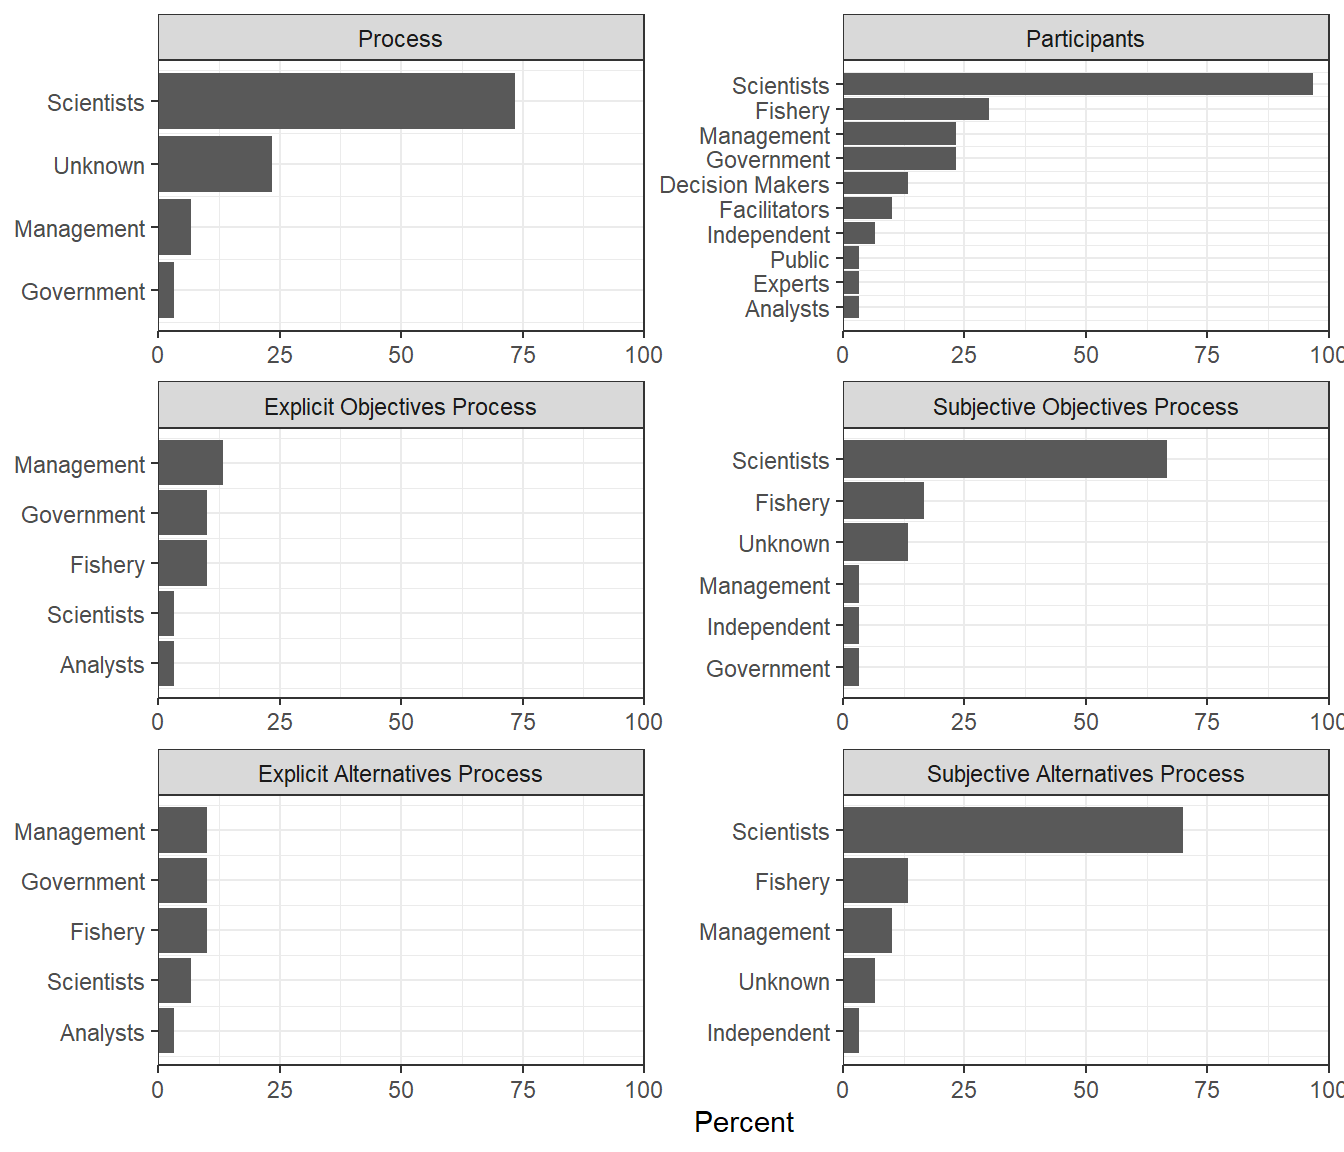 Process
Scientists
Unknown
Management
Government
0 25 50 75 100
Participants
Scientists
Fishery
Management
Government
Decision Makers
Facilitators
Independent
Public
Experts
Analysts
0 25 50 75 100
Explicit Objectives Process
Management
Government
Fishery
Scientists
Analysts
0 25 50 75 100
Subjective Objectives Process
Scientists
Fishery
Unknown
Management
Independent
Government
0 25 50 75 100
Explicit Alternatives Process
Management
Government
Fishery
Scientists
Analysts
0 25 50 75 100
Subjective Alternatives Process
Scientists
Fishery
Management
Unknown
Independent
0 25 50 75 100
Percent